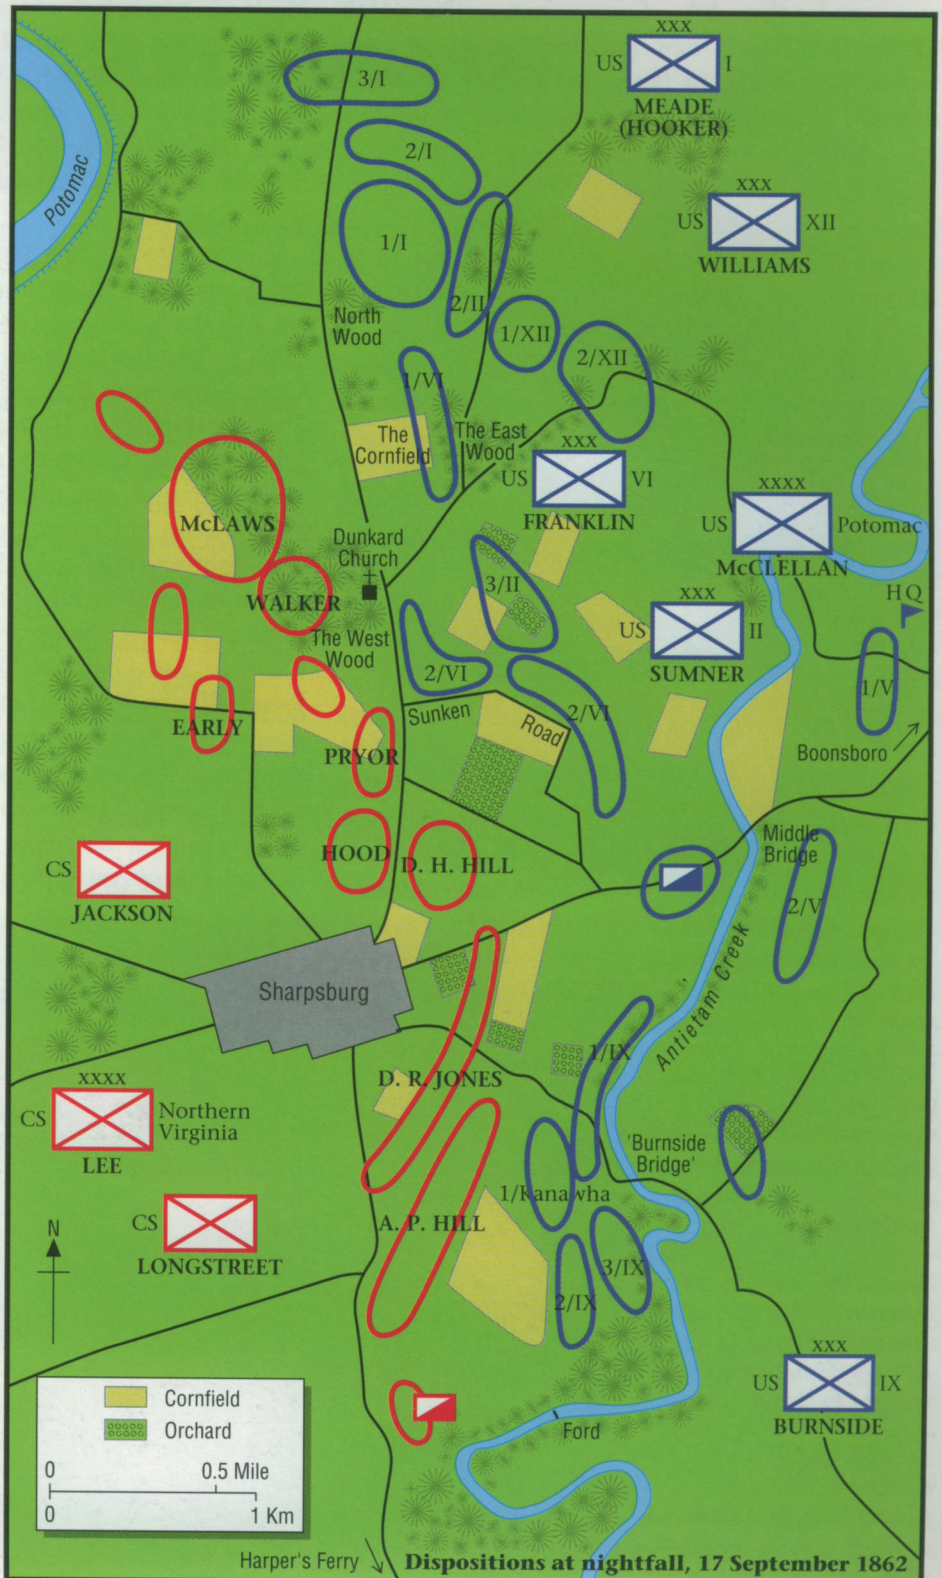 XXX
US I
MEADE
(HOOKER)
3/I
2/I
Potomac
XXX
US XII
WILLIAMS
1/I
2/II
North
Wood
1/XII
2/XII
1/VI
The
Cornfield
The East
Wood
XXX
US VI
FRANKLIN
XXXX
US Potomac
McCLELLAN
McLAWS
Dunkard
Church
WALKER
3/II
HQ
XXX
US II
SUMNER
The West
Wood
2/VI
1/V
EARLY
Sunken
Road
2/VI
PRYOR
Boonsboro
Middle
Bridge
HOOD
D. H. HILL
CS
JACKSON
2/V
Antietam Creek
Sharpsburg
1/IX
D. R. JONES
XXXX
CS Northern
Virginia
LEE
'Burnside
Bridge'
1/Kanawha
CS
LONGSTREET
A. P. HILL
N
3/IX
2/IX
XXX
US IX
BURNSIDE
Cornfield
Orchard
Ford
0 0.5 Mile
0 1 Km
Harper's Ferry
Dispositions at nightfall, 17 September 1862